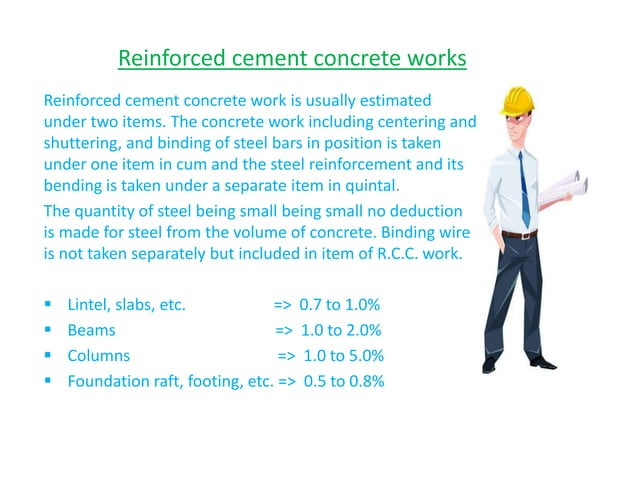 Reinforced cement concrete works
Reinforced cement concrete work is usually estimated
under two items. The concrete work including centering and
shuttering, and binding of steel bars in position is taken
under one item in cum and the steel reinforcement and its
bending is taken under a separate item in quintal.
The quantity of steel being small being small no deduction
is made for steel from the volume of concrete. Binding wire
is not taken separately but included in item of R.C.C. work.
▪ Lintel, slabs, etc. => 0.7 to 1.0%
▪ Beams => 1.0 to 2.0%
▪ Columns => 1.0 to 5.0%
▪ Foundation raft, footing, etc. => 0.5 to 0.8%